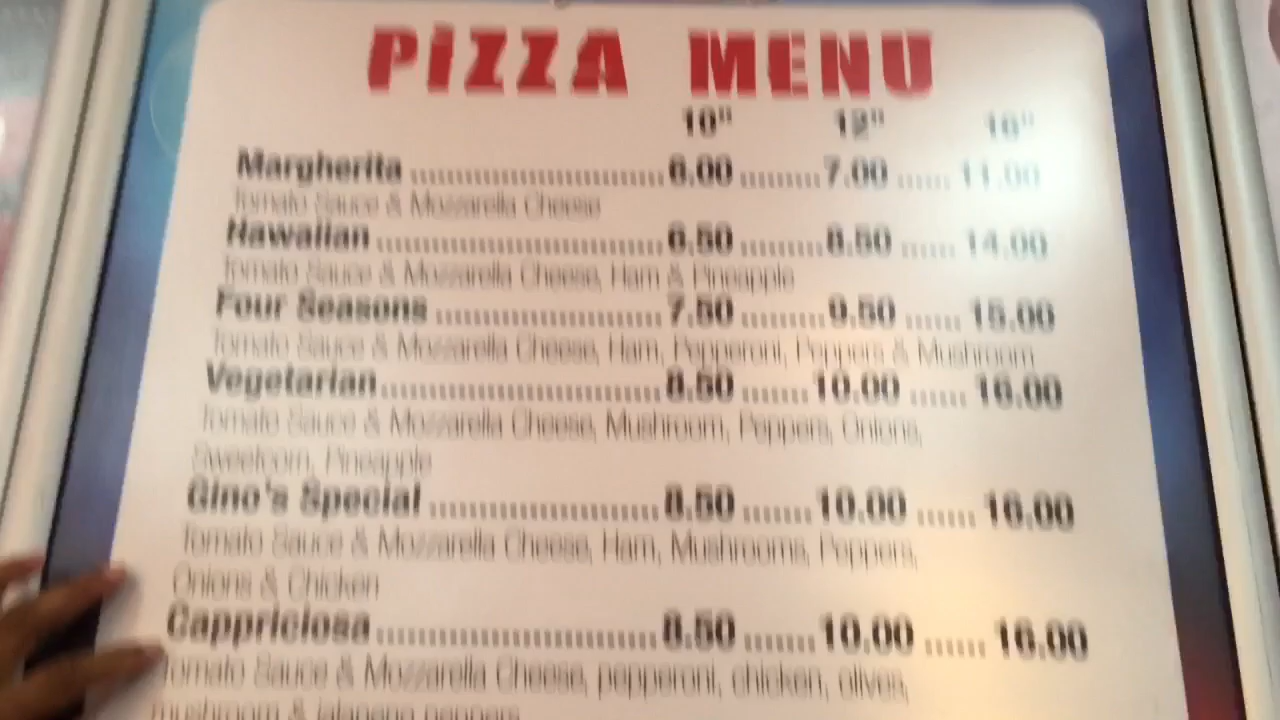 PIZZA MENU
10" 12" 16"
Margherita 6.00 7.00 11.00
Tomato Sauce & Mozzarella Cheese
Hawaiian 6.50 8.50 14.00
Tomato Sauce & Mozzarella Cheese, Ham & Pineapple
Four Seasons 7.50 9.50 15.00
Tomato Sauce & Mozzarella Cheese, Ham, Pepperoni, Peppers & Mushroom
Vegetarian 8.50 10.00 16.00
Tomato Sauce & Mozzarella Cheese, Mushroom, Peppers, Onions,
Sweetcorn, Pineapple
Gino's Special 8.50 10.00 16.00
Tomato Sauce & Mozzarella Cheese, Ham, Mushrooms, Peppers,
Onions & Chicken
Cappriciosa 8.50 10.00 16.00
Tomato Sauce & Mozzarella Cheese, pepperoni, chicken, olives,
mushroom & jalapeno peppers